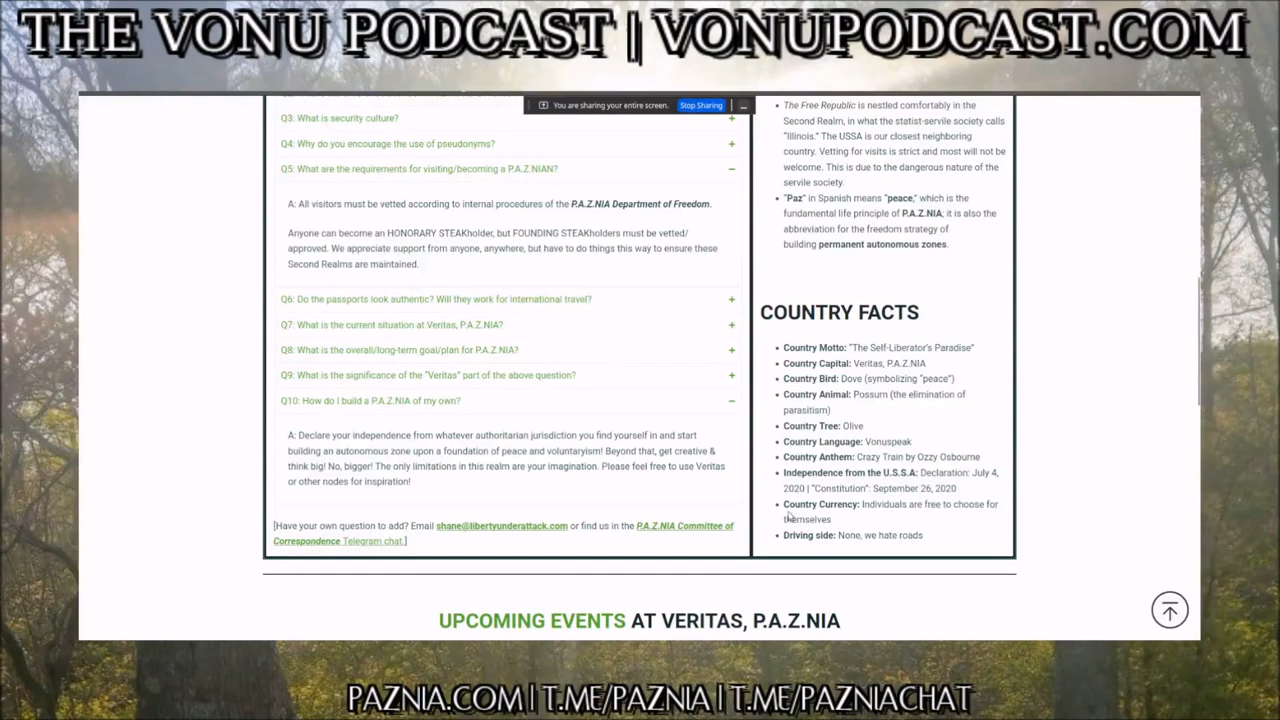 THE VONU PODCAST | VONUPODCAST.COM
You are sharing your entire screen. Stop Sharing
Q3: What is security culture?
Q4: Why do you encourage the use of pseudonyms?
Q5: What are the requirements for visiting/becoming a P.A.Z.NIAN?
A: All visitors must be vetted according to internal procedures of the P.A.Z.NIA Department of Freedom.
Anyone can become an HONORARY STEAKholder, but FOUNDING STEAKholders must be vetted/
approved. We appreciate support from anyone, anywhere, but have to do things this way to ensure these
Second Realms are maintained.
Q6: Do the passports look authentic? Will they work for international travel?
Q7: What is the current situation at Veritas, P.A.Z.NIA?
Q8: What is the overall/long-term goal/plan for P.A.Z.NIA?
Q9: What is the significance of the "Veritas" part of the above question?
Q10: How do I build a P.A.Z.NIA of my own?
A: Declare your independence from whatever authoritarian jurisdiction you find yourself in and start
building an autonomous zone upon a foundation of peace and voluntaryism! Beyond that, get creative &
think big! No, bigger! The only limitations in this realm are your imagination. Please feel free to use Veritas
or other nodes for inspiration!
[Have your own question to add? Email shane@libertyunderattack.com or find us in the P.A.Z.NIA Committee of
Correspondence Telegram chat.]
The Free Republic is nestled comfortably in the
Second Realm, in what the statist-servile society calls
"Illinois." The USSA is our closest neighboring
country. Vetting for visits is strict and most will not be
welcome. This is due to the dangerous nature of the
servile society.
"Paz" in Spanish means "peace," which is the
fundamental life principle of P.A.Z.NIA; it is also the
abbreviation for the freedom strategy of
building permanent autonomous zones.
COUNTRY FACTS
Country Motto: "The Self-Liberator's Paradise"
Country Capital: Veritas, P.A.Z.NIA
Country Bird: Dove (symbolizing "peace")
Country Animal: Possum (the elimination of
parasitism)
Country Tree: Olive
Country Language: Vonuspeak
Country Anthem: Crazy Train by Ozzy Osbourne
Independence from the U.S.S.A: Declaration: July 4,
2020 | "Constitution": September 26, 2020
Country Currency: Individuals are free to choose for
themselves
Driving side: None, we hate roads
UPCOMING EVENTS AT VERITAS, P.A.Z.NIA
PAZNIA.COM | T.ME/PAZNIA | T.ME/PAZNIACHAT